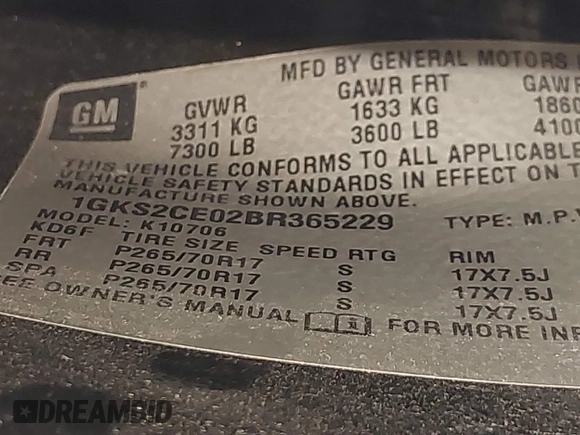 MFD BY GENERAL MOTORS
GM
GVWR GAWR FRT GAWR
3311 KG 1633 KG 1860
7300 LB 3600 LB 4100
THIS VEHICLE CONFORMS TO ALL APPLICABLE
VEHICLE SAFETY STANDARDS IN EFFECT ON T
MANUFACTURE SHOWN ABOVE.
1GKS2CE02BR365229 TYPE: M.P.V
MODEL: K10706
KD6F TIRE SIZE SPEED RTG RIM
FRT P265/70R17 S 17X7.5J
RR P265/70R17 S 17X7.5J
SPA P265/70R17 S 17X7.5J
SEE OWNER'S MANUAL FOR MORE INF
DREAMBID